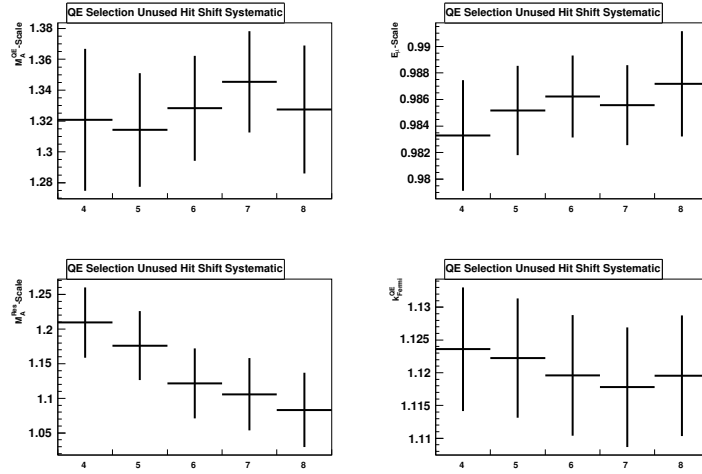 QE Selection Unused Hit Shift Systematic
M_A^QE-Scale
1.38
1.36
1.34
1.32
1.3
1.28
4 5 6 7 8
QE Selection Unused Hit Shift Systematic
E_μ-Scale
0.99
0.988
0.986
0.984
0.982
0.98
4 5 6 7 8
QE Selection Unused Hit Shift Systematic
M_A^Res-Scale
1.25
1.2
1.15
1.1
1.05
4 5 6 7 8
QE Selection Unused Hit Shift Systematic
k_Fermi^QE
1.13
1.125
1.12
1.115
1.11
4 5 6 7 8